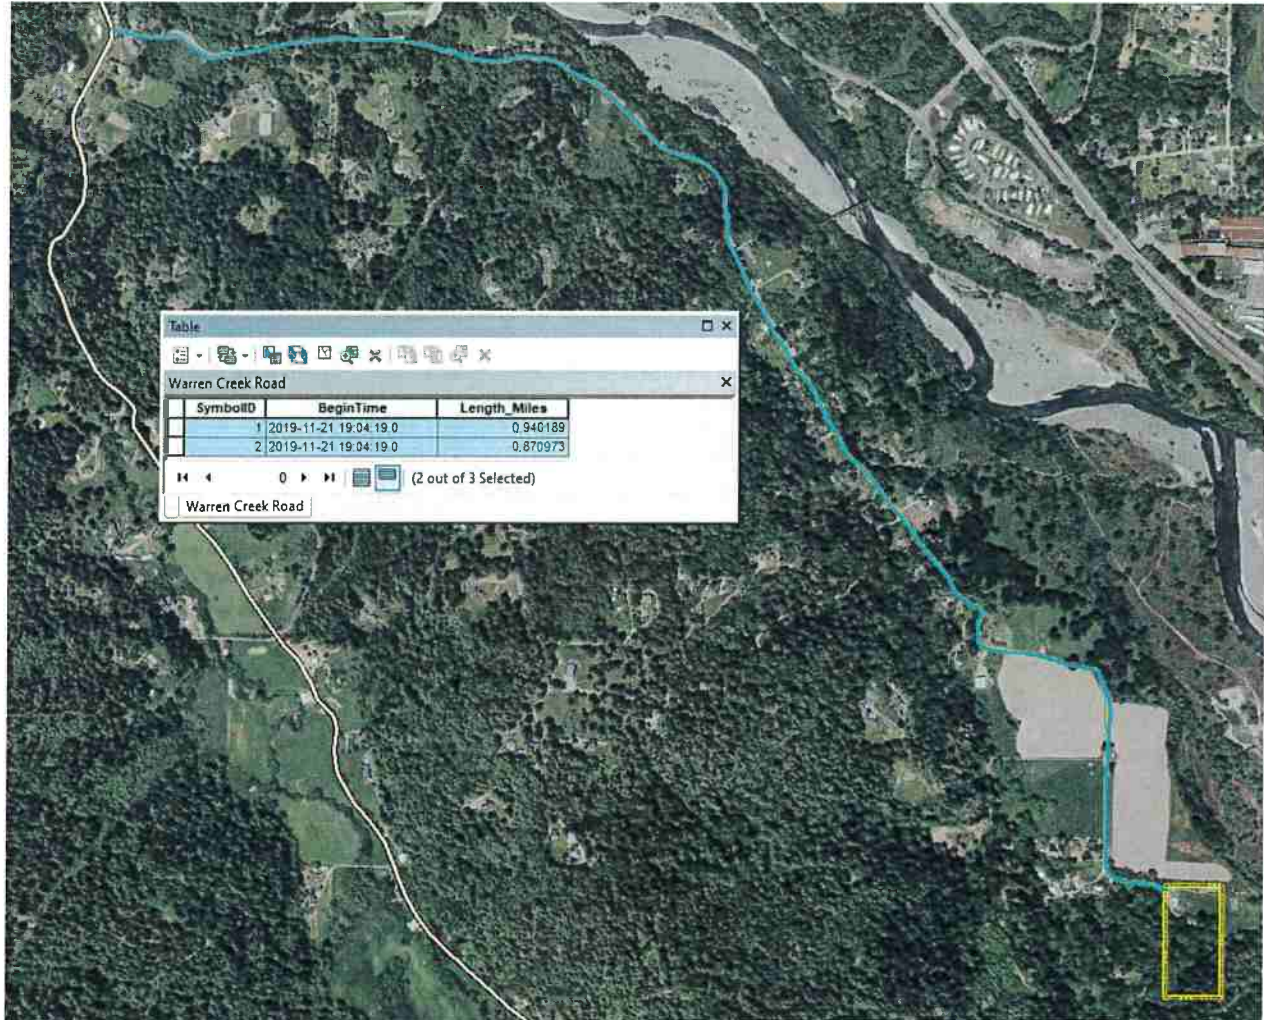 Table
Warren Creek Road
SymbolID BeginTime Length_Miles
1 2019-11-21 19:04:19.0 0.940189
2 2019-11-21 19:04:19.0 0.870973
0 (2 out of 3 Selected)
Warren Creek Road